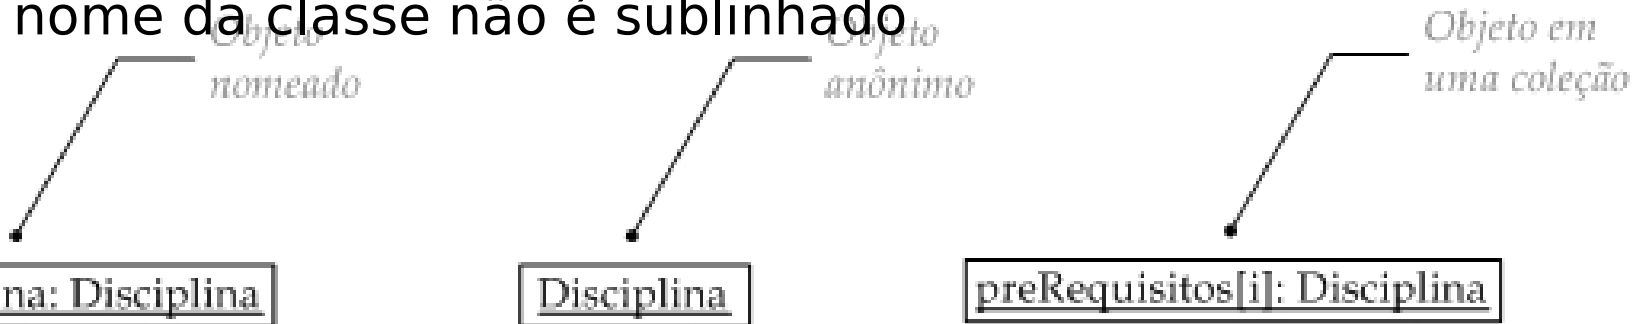 nome da classe não é sublinhado
Objeto
nomeado
Objeto
anônimo
Objeto em
uma coleção
na: Disciplina
Disciplina
preRequisitos[i]: Disciplina